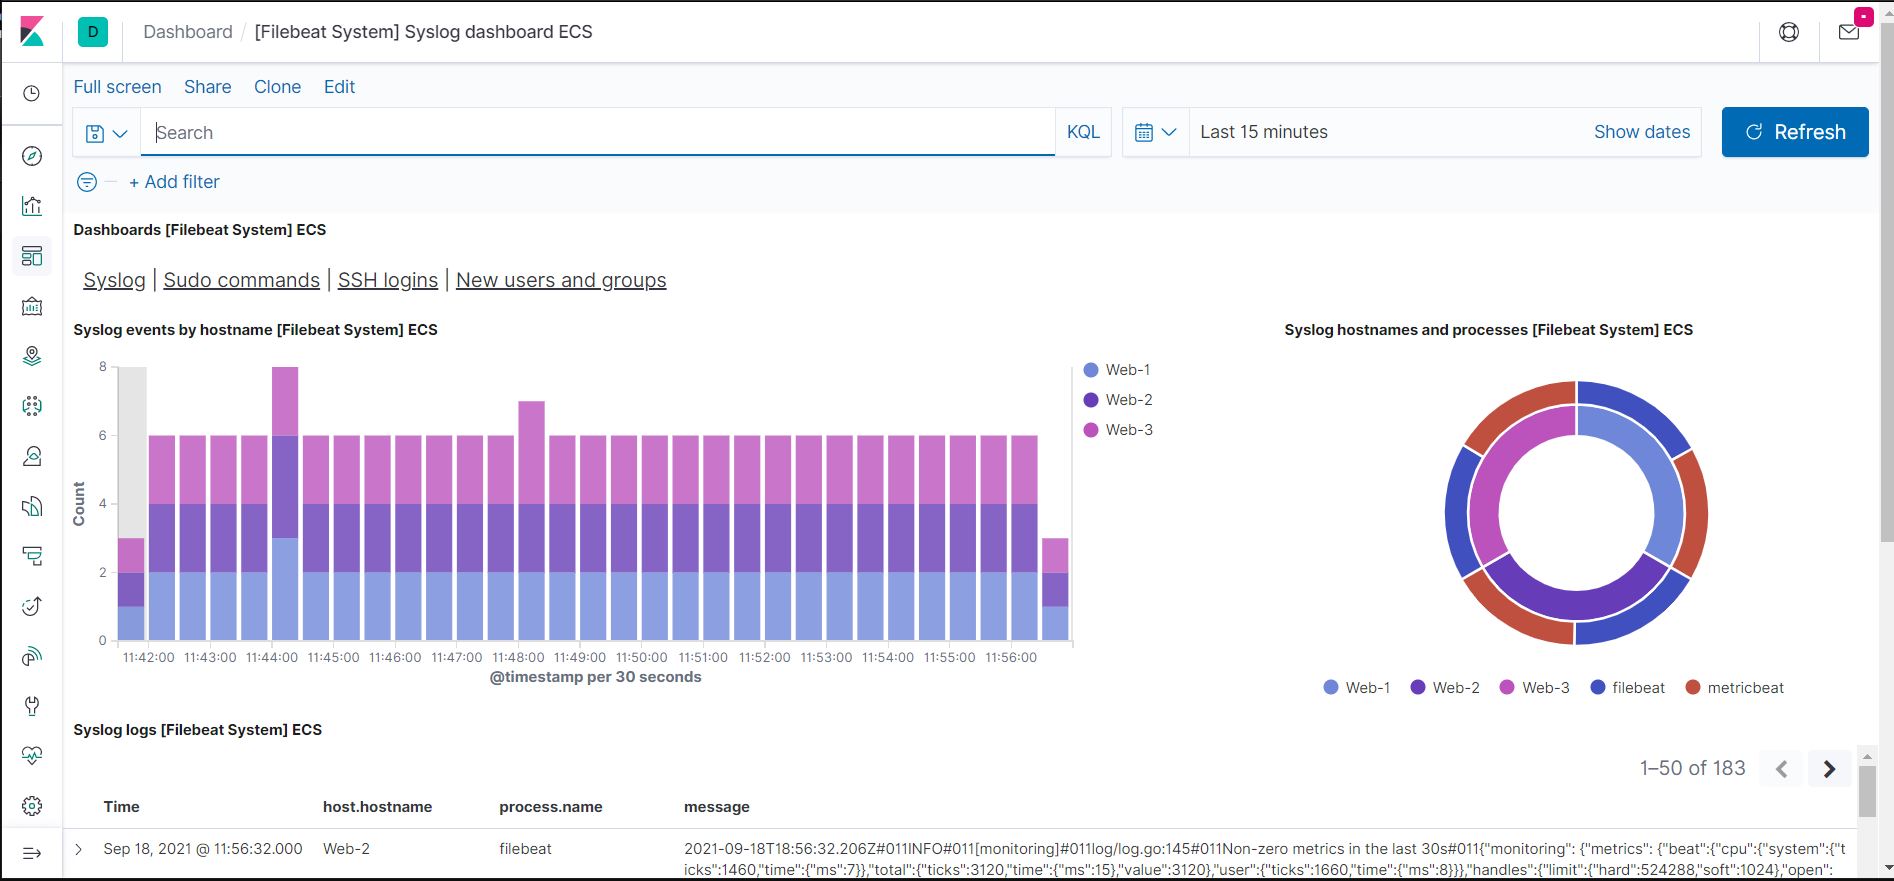 D Dashboard / [Filebeat System] Syslog dashboard ECS
Full screen Share Clone Edit
Search KQL Last 15 minutes Show dates Refresh
+ Add filter
Dashboards [Filebeat System] ECS
Syslog | Sudo commands | SSH logins | New users and groups
Syslog events by hostname [Filebeat System] ECS
8
6
4
2
0
Count
11:42:00 11:43:00 11:44:00 11:45:00 11:46:00 11:47:00 11:48:00 11:49:00 11:50:00 11:51:00 11:52:00 11:53:00 11:54:00 11:55:00 11:56:00
@timestamp per 30 seconds
Web-1
Web-2
Web-3
Syslog hostnames and processes [Filebeat System] ECS
Web-1 Web-2 Web-3 filebeat metricbeat
Syslog logs [Filebeat System] ECS
1–50 of 183
Time host.hostname process.name message
Sep 18, 2021 @ 11:56:32.000 Web-2 filebeat 2021-09-18T18:56:32.206Z#011INFO#011[monitoring]#011log/log.go:145#011Non-zero metrics in the last 30s#011{"monitoring": {"metrics": {"beat":{"cpu":{"system":{"t
icks":1460,"time":{"ms":7}},"total":{"ticks":3120,"time":{"ms":15},"value":3120},"user":{"ticks":1660,"time":{"ms":8}}},"handles":{"limit":{"hard":524288,"soft":1024},"open":